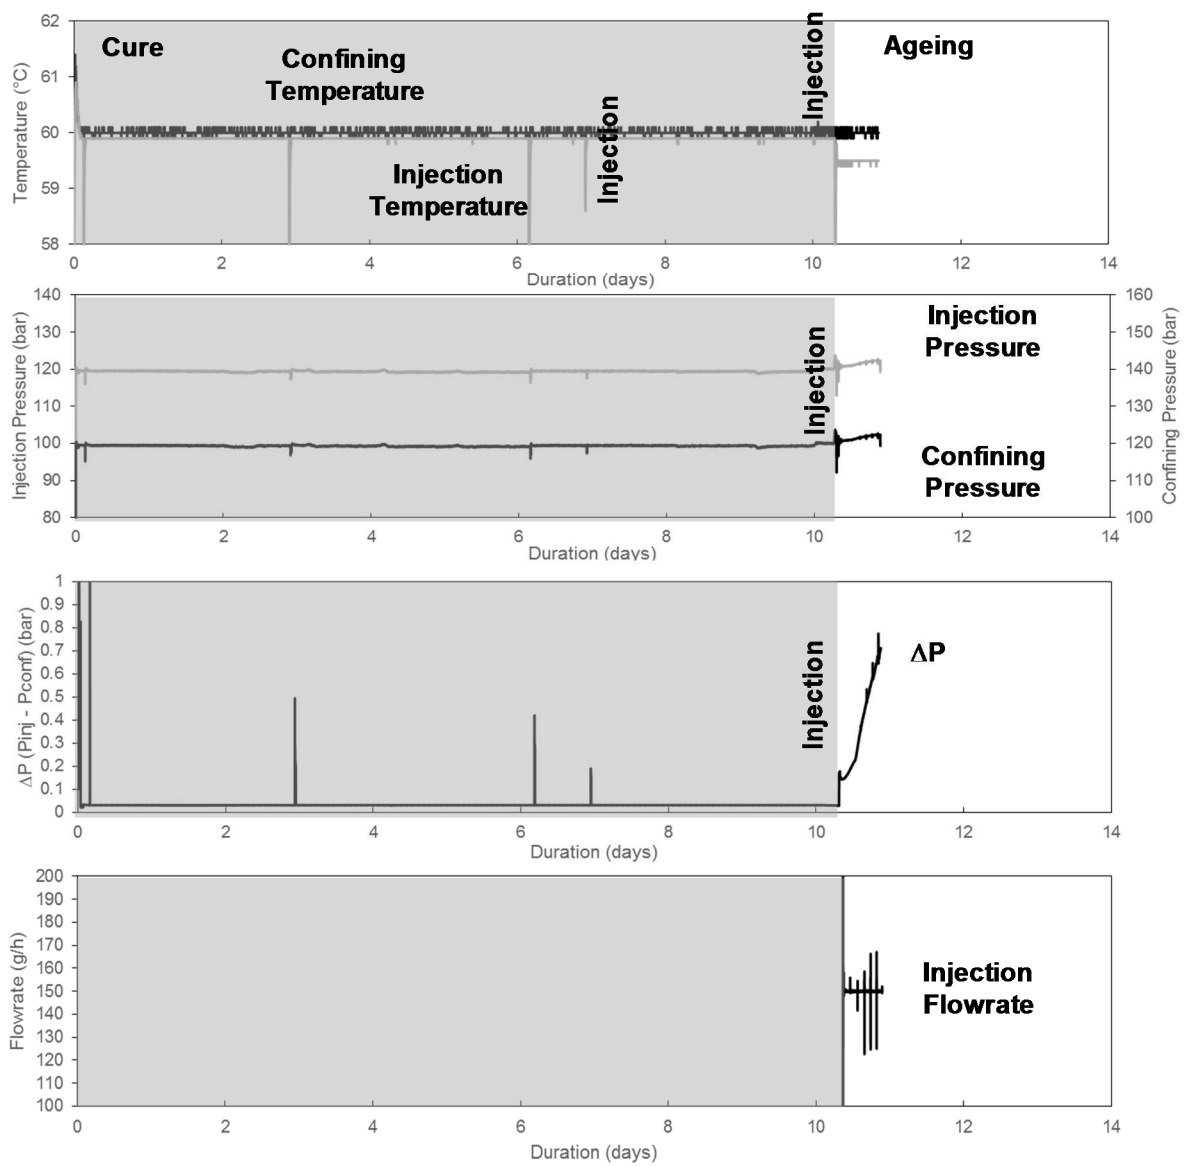 62
61
60
59
58
Temperature (°C)
Cure
Confining
Temperature
Injection
Temperature
Injection
Injection
Ageing
0 2 4 6 8 10 12 14
Duration (days)
140
130
120
110
100
90
80
Injection Pressure (bar)
160
150
140
130
120
110
100
Confining Pressure (bar)
Injection
Injection
Pressure
Confining
Pressure
0 2 4 6 8 10 12 14
Duration (days)
1
0.9
0.8
0.7
0.6
0.5
0.4
0.3
0.2
0.1
0
ΔP (Pinj - Pconf) (bar)
Injection
ΔP
0 2 4 6 8 10 12 14
Duration (days)
200
190
180
170
160
150
140
130
120
110
100
Flowrate (g/h)
Injection
Flowrate
0 2 4 6 8 10 12 14
Duration (days)